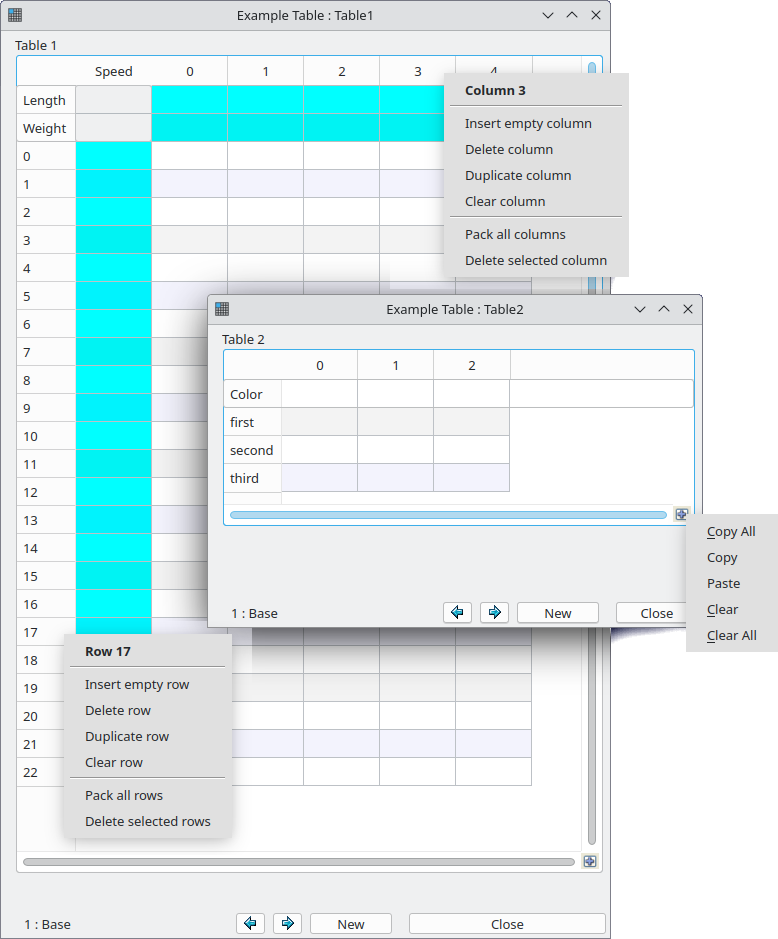 Example Table : Table1
Table 1
Speed 0 1 2 3 4
Length
Weight
0
1
2
3
4
5
6
7
8
9
10
11
12
13
14
15
16
17
18
19
20
21
22
Column 3
Insert empty column
Delete column
Duplicate column
Clear column
Pack all columns
Delete selected column
Example Table : Table2
Table 2
0 1 2
Color
first
second
third
1 : Base New Close
Copy All
Copy
Paste
Clear
Clear All
Row 17
Insert empty row
Delete row
Duplicate row
Clear row
Pack all rows
Delete selected rows
1 : Base New Close